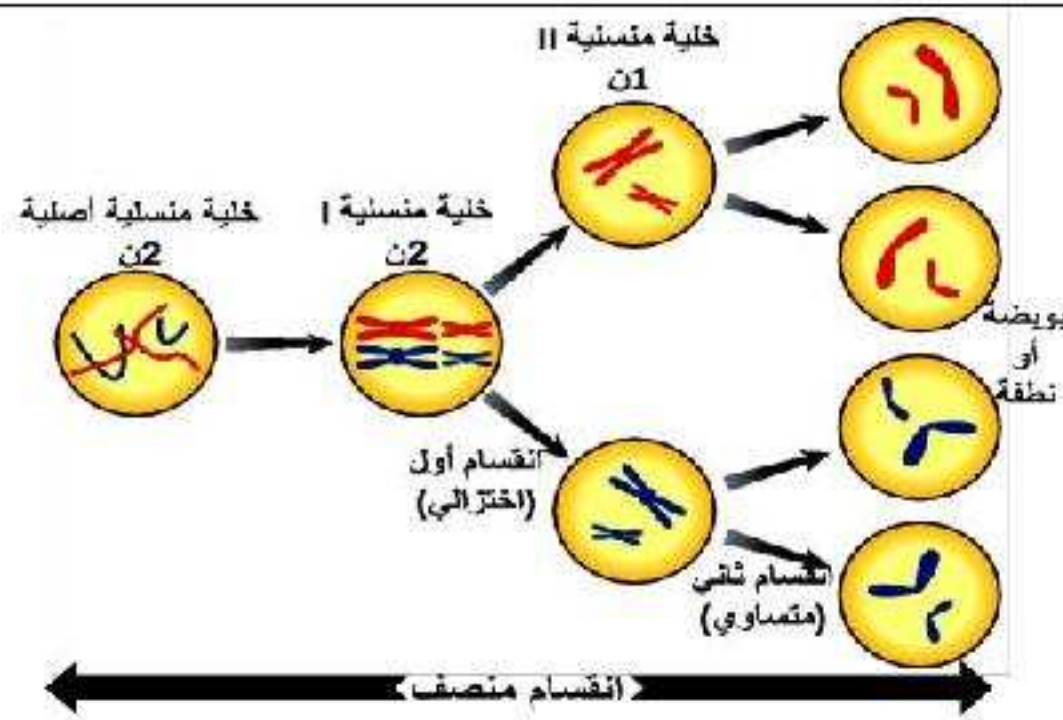 خلية منسلية أصلية
2ن
خلية منسلية I
2ن
خلية منسلية II
1ن
انقسام أول
(اختزالي)
انقسام ثاني
(متساوي)
بويضة
أو
نطفة
انقسام منصف